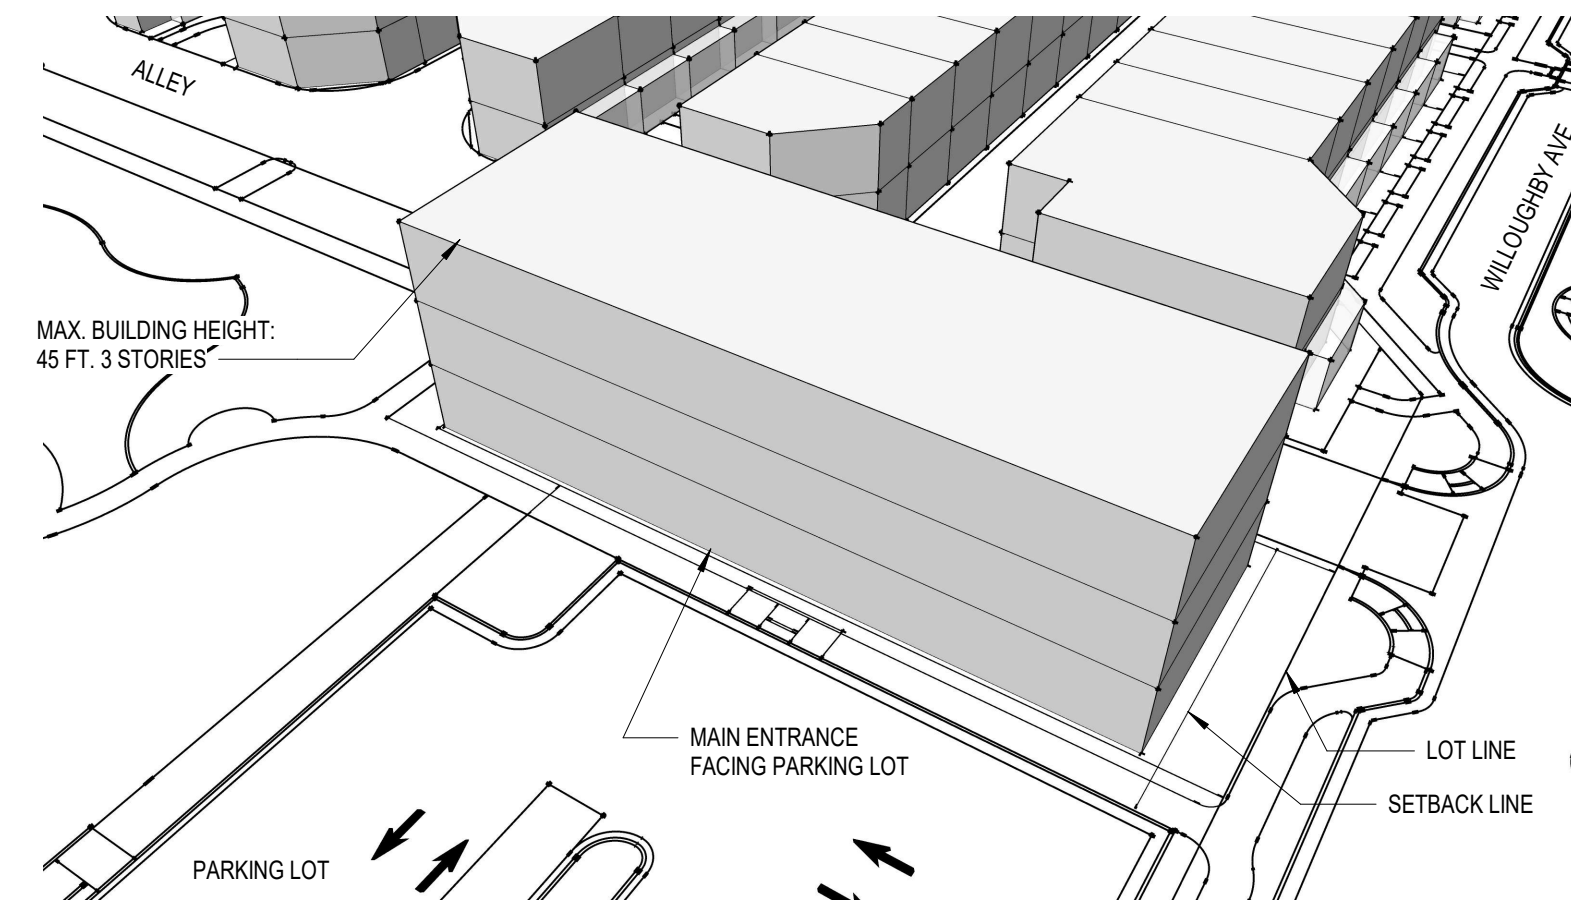 ALLEY
WILLOUGHBY AVE
MAX. BUILDING HEIGHT:
45 FT. 3 STORIES
MAIN ENTRANCE
FACING PARKING LOT
LOT LINE
SETBACK LINE
PARKING LOT